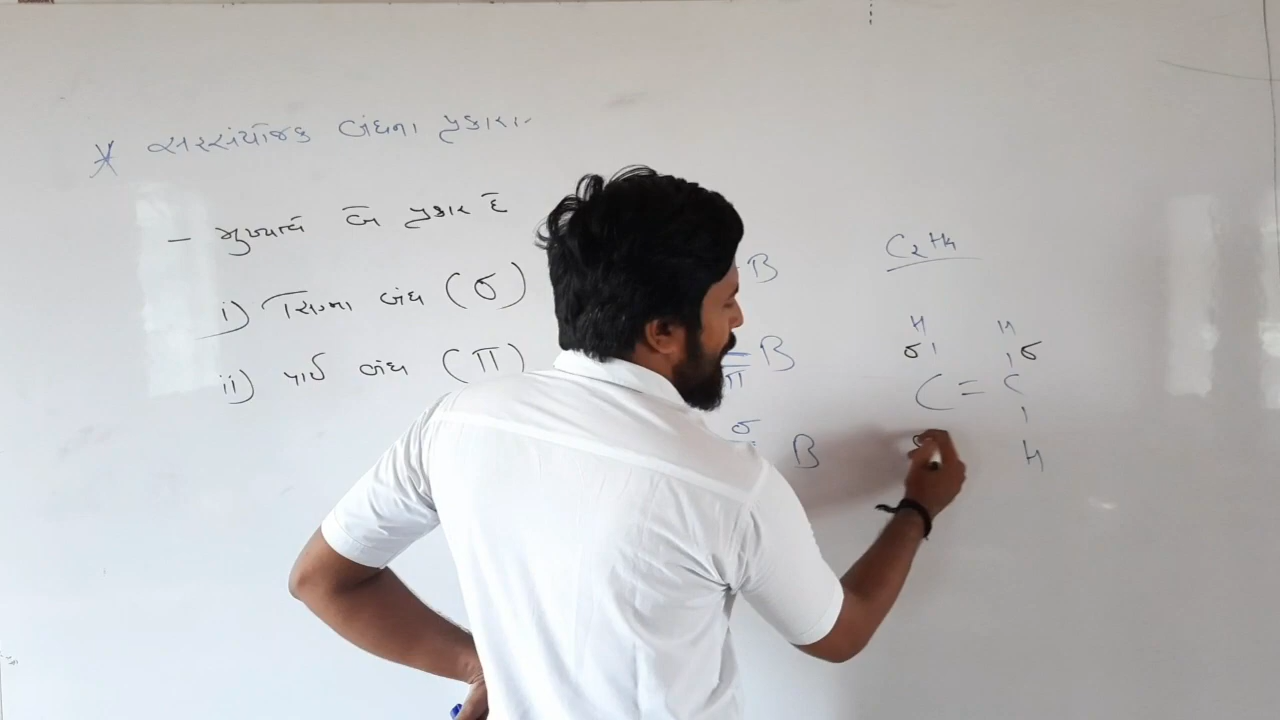 * સહસંયોજક બંધના પ્રકારો.
– મુખ્યત્વે બે પ્રકાર છે
i) સિગ્મા બંધ (σ)
ii) પાઈ બંધ (π)
– B
= B
π
σ
B
C₂H₄
H H
σ σ
C = C
H